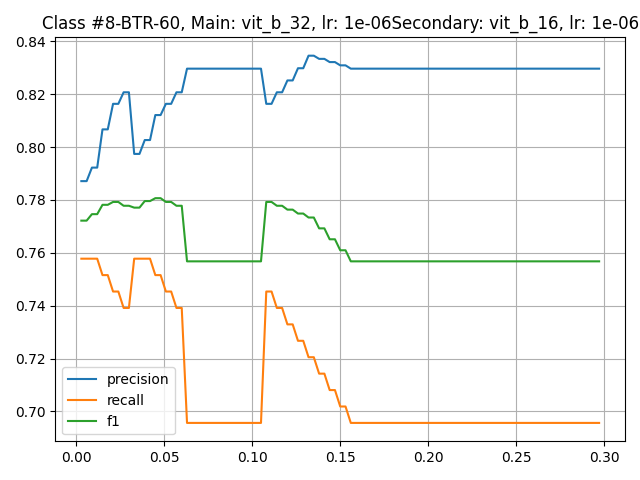 Class #8-BTR-60, Main: vit_b_32, lr: 1e-06Secondary: vit_b_16, lr: 1e-06
0.84
0.82
0.80
0.78
0.76
0.74
0.72
0.70
precision
recall
f1
0.00 0.05 0.10 0.15 0.20 0.25 0.30